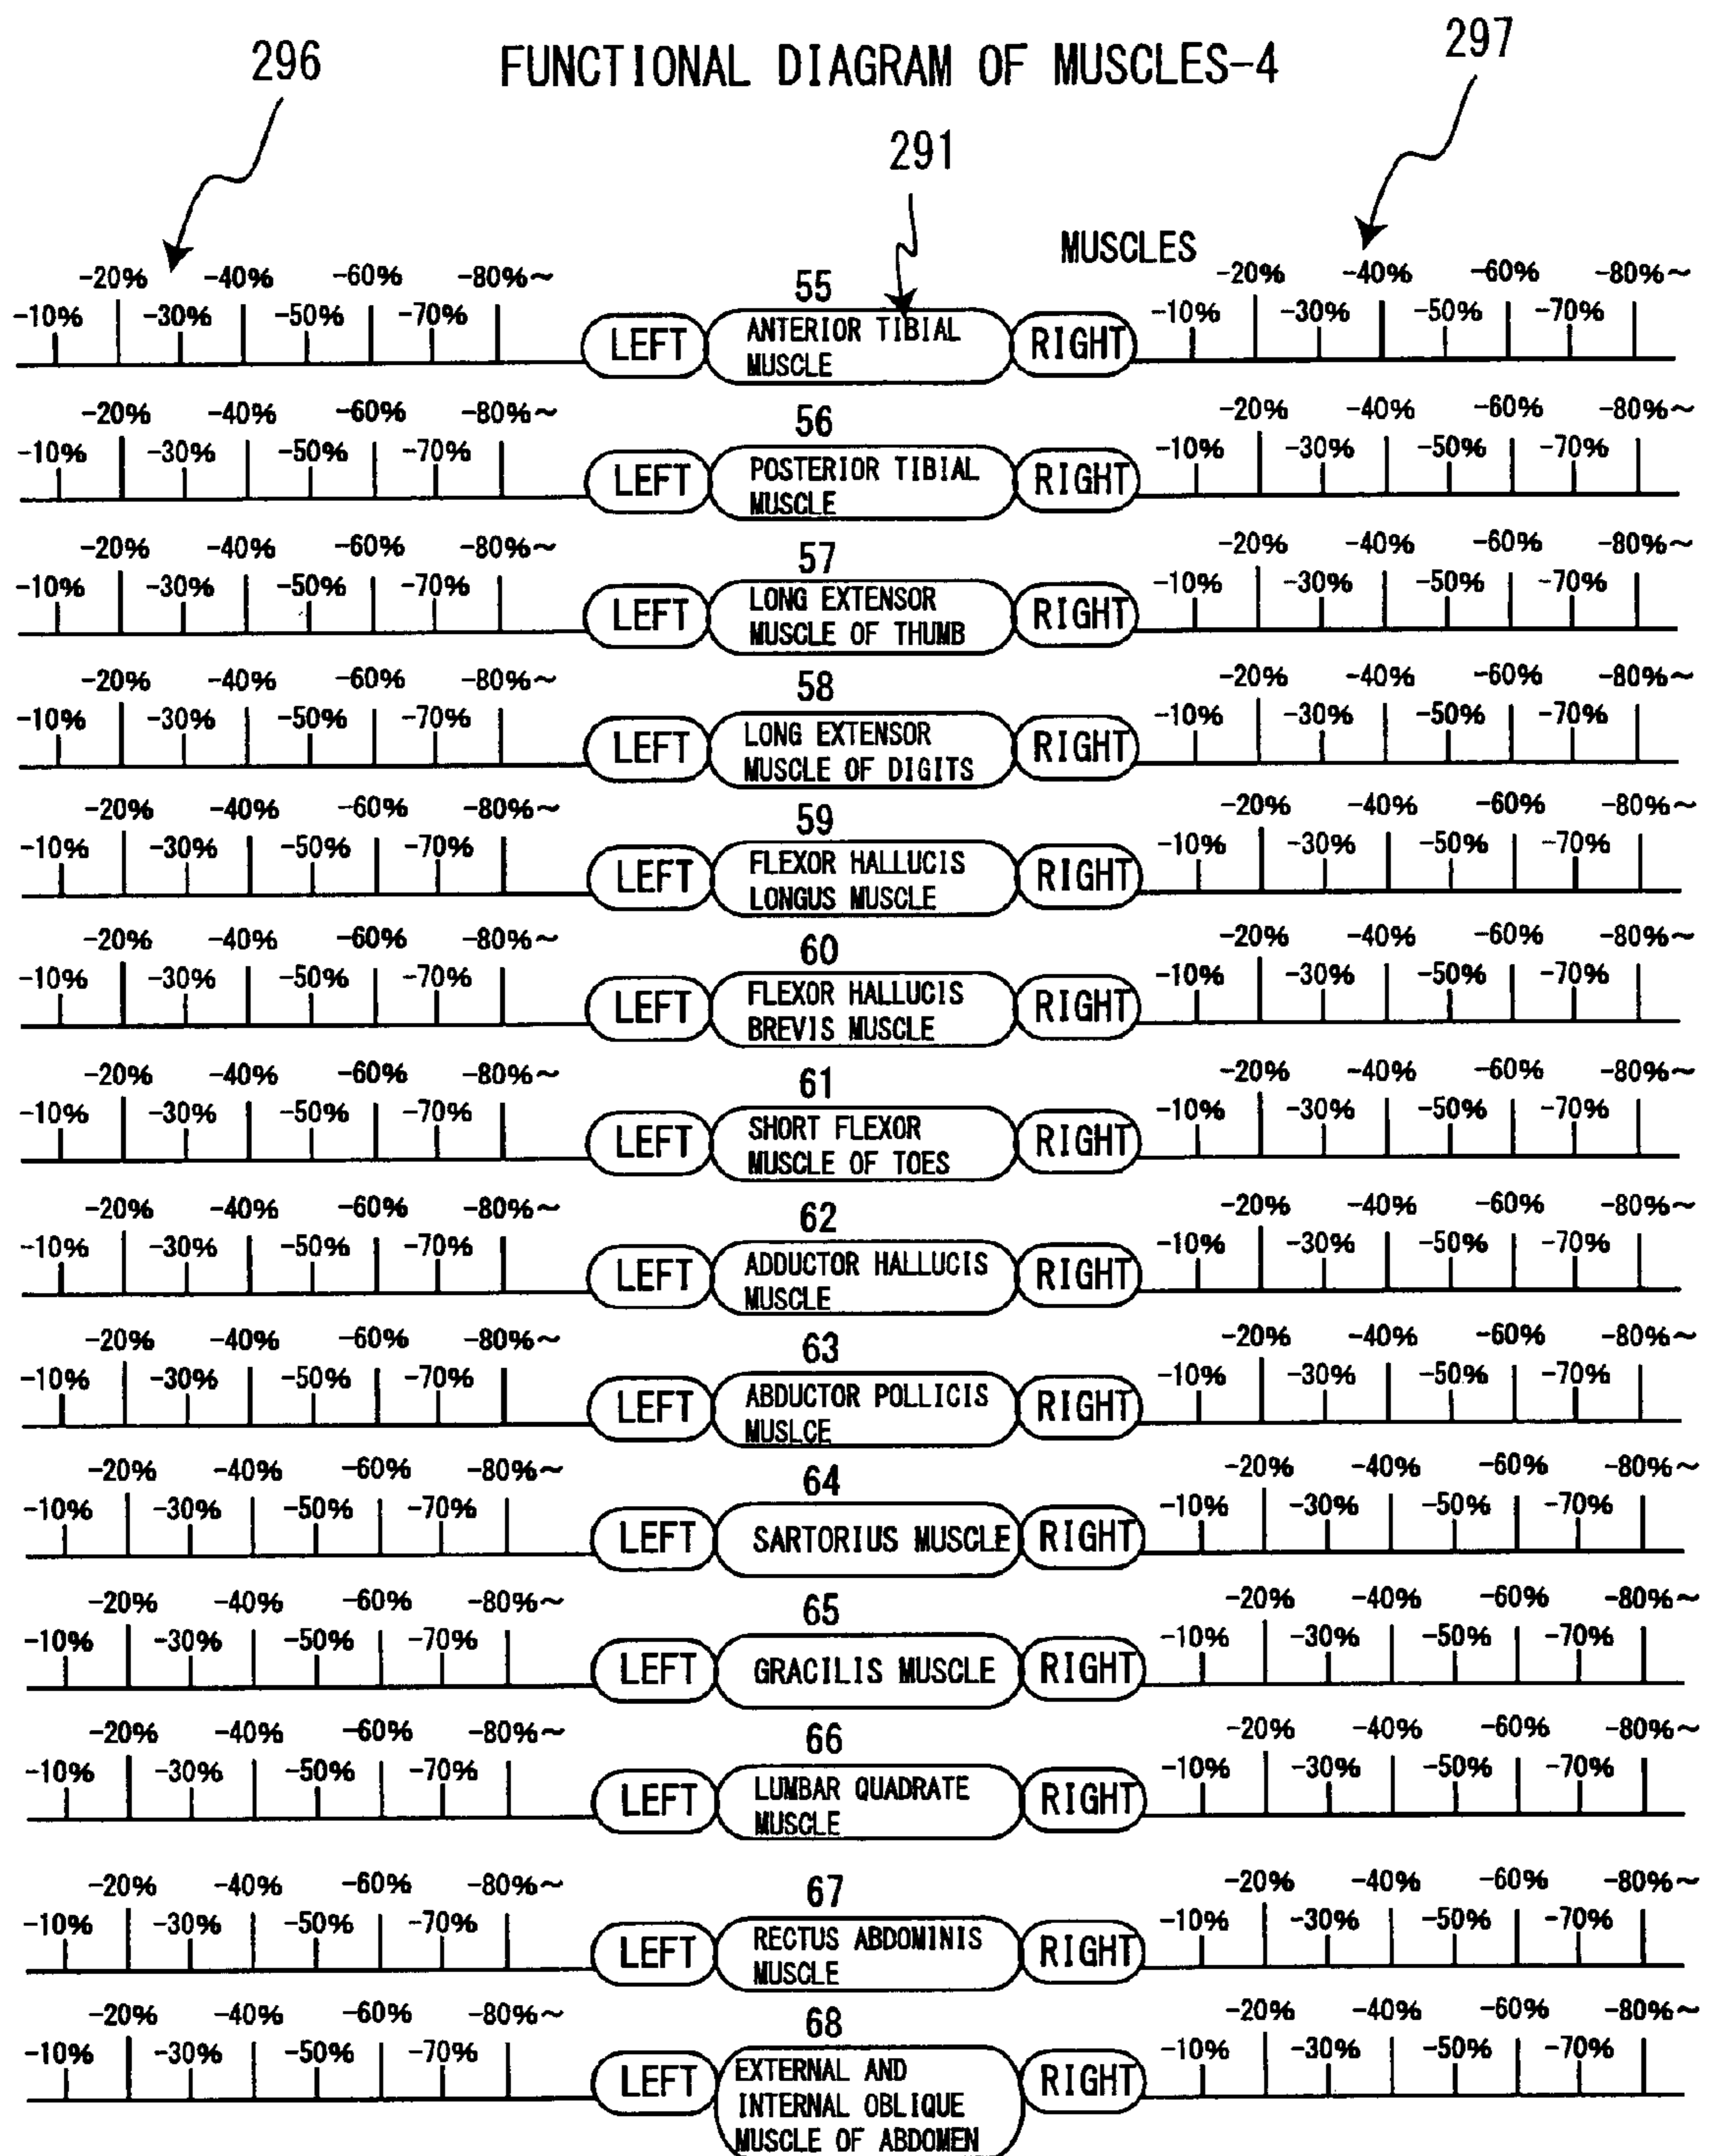 296 FUNCTIONAL DIAGRAM OF MUSCLES-4 297
291
MUSCLES
-20% -40% -60% -80%~ 55 -20% -40% -60% -80%~
-10% -30% -50% -70% LEFT ANTERIOR TIBIAL RIGHT -10% -30% -50% -70%
MUSCLE
-20% -40% -60% -80%~ 56 -20% -40% -60% -80%~
-10% -30% -50% -70% LEFT POSTERIOR TIBIAL RIGHT -10% -30% -50% -70%
MUSCLE
-20% -40% -60% -80%~ 57 -20% -40% -60% -80%~
-10% -30% -50% -70% LEFT LONG EXTENSOR RIGHT -10% -30% -50% -70%
MUSCLE OF THUMB
-20% -40% -60% -80%~ 58 -20% -40% -60% -80%~
-10% -30% -50% -70% LEFT LONG EXTENSOR RIGHT -10% -30% -50% -70%
MUSCLE OF DIGITS
-20% -40% -60% -80%~ 59 -20% -40% -60% -80%~
-10% -30% -50% -70% LEFT FLEXOR HALLUCIS RIGHT -10% -30% -50% -70%
LONGUS MUSCLE
-20% -40% -60% -80%~ 60 -20% -40% -60% -80%~
-10% -30% -50% -70% LEFT FLEXOR HALLUCIS RIGHT -10% -30% -50% -70%
BREVIS MUSCLE
-20% -40% -60% -80%~ 61 -20% -40% -60% -80%~
-10% -30% -50% -70% LEFT SHORT FLEXOR RIGHT -10% -30% -50% -70%
MUSCLE OF TOES
-20% -40% -60% -80%~ 62 -20% -40% -60% -80%~
-10% -30% -50% -70% LEFT ADDUCTOR HALLUCIS RIGHT -10% -30% -50% -70%
MUSCLE
-20% -40% -60% -80%~ 63 -20% -40% -60% -80%~
-10% -30% -50% -70% LEFT ABDUCTOR POLLICIS RIGHT -10% -30% -50% -70%
MUSLCE
-20% -40% -60% -80%~ 64 -20% -40% -60% -80%~
-10% -30% -50% -70% LEFT SARTORIUS MUSCLE RIGHT -10% -30% -50% -70%
-20% -40% -60% -80%~ 65 -20% -40% -60% -80%~
-10% -30% -50% -70% LEFT GRACILIS MUSCLE RIGHT -10% -30% -50% -70%
-20% -40% -60% -80%~ 66 -20% -40% -60% -80%~
-10% -30% -50% -70% LEFT LUMBAR QUADRATE RIGHT -10% -30% -50% -70%
MUSCLE
-20% -40% -60% -80%~ 67 -20% -40% -60% -80%~
-10% -30% -50% -70% LEFT RECTUS ABDOMINIS RIGHT -10% -30% -50% -70%
MUSCLE
-20% -40% -60% -80%~ 68 -20% -40% -60% -80%~
-10% -30% -50% -70% LEFT EXTERNAL AND RIGHT -10% -30% -50% -70%
INTERNAL OBLIQUE
MUSCLE OF ABDOMEN